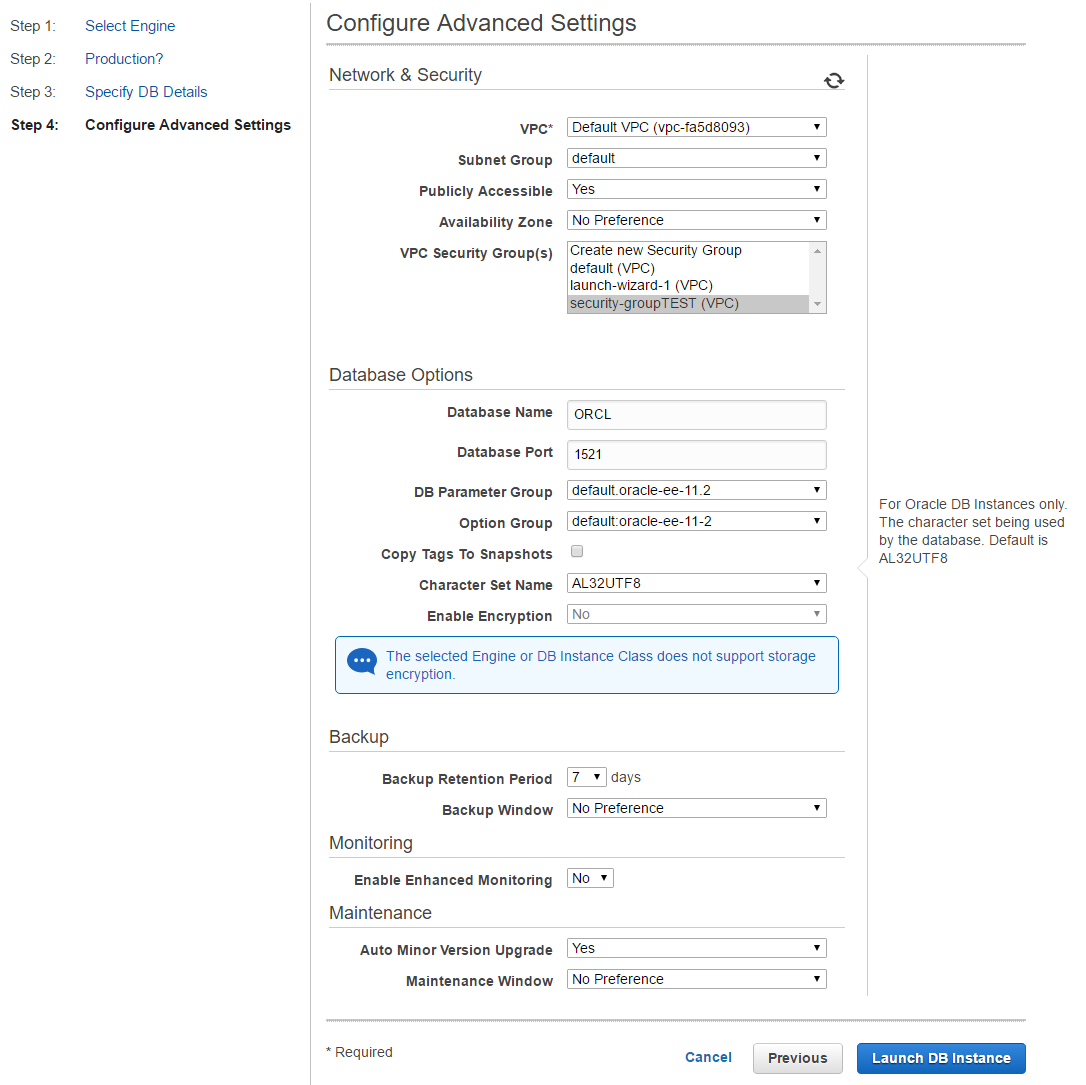 Step 1: Select Engine
Step 2: Production?
Step 3: Specify DB Details
Step 4: Configure Advanced Settings
Configure Advanced Settings
Network & Security
VPC* Default VPC (vpc-fa5d8093)
Subnet Group default
Publicly Accessible Yes
Availability Zone No Preference
VPC Security Group(s) Create new Security Group
default (VPC)
launch-wizard-1 (VPC)
security-groupTEST (VPC)
Database Options
Database Name ORCL
Database Port 1521
DB Parameter Group default.oracle-ee-11.2
Option Group default:oracle-ee-11-2
Copy Tags To Snapshots
Character Set Name AL32UTF8
Enable Encryption No
The selected Engine or DB Instance Class does not support storage
encryption.
For Oracle DB Instances only.
The character set being used
by the database. Default is
AL32UTF8
Backup
Backup Retention Period 7 days
Backup Window No Preference
Monitoring
Enable Enhanced Monitoring No
Maintenance
Auto Minor Version Upgrade Yes
Maintenance Window No Preference
* Required
Cancel Previous Launch DB Instance